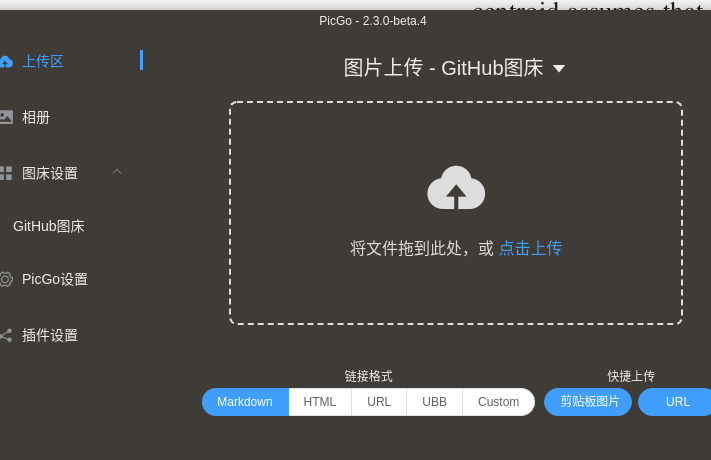 centroid assumes that
PicGo - 2.3.0-beta.4
上传区
相册
图床设置
GitHub图床
PicGo设置
插件设置
图片上传 - GitHub图床
将文件拖到此处，或 点击上传
链接格式
Markdown HTML URL UBB Custom
快捷上传
剪贴板图片 URL